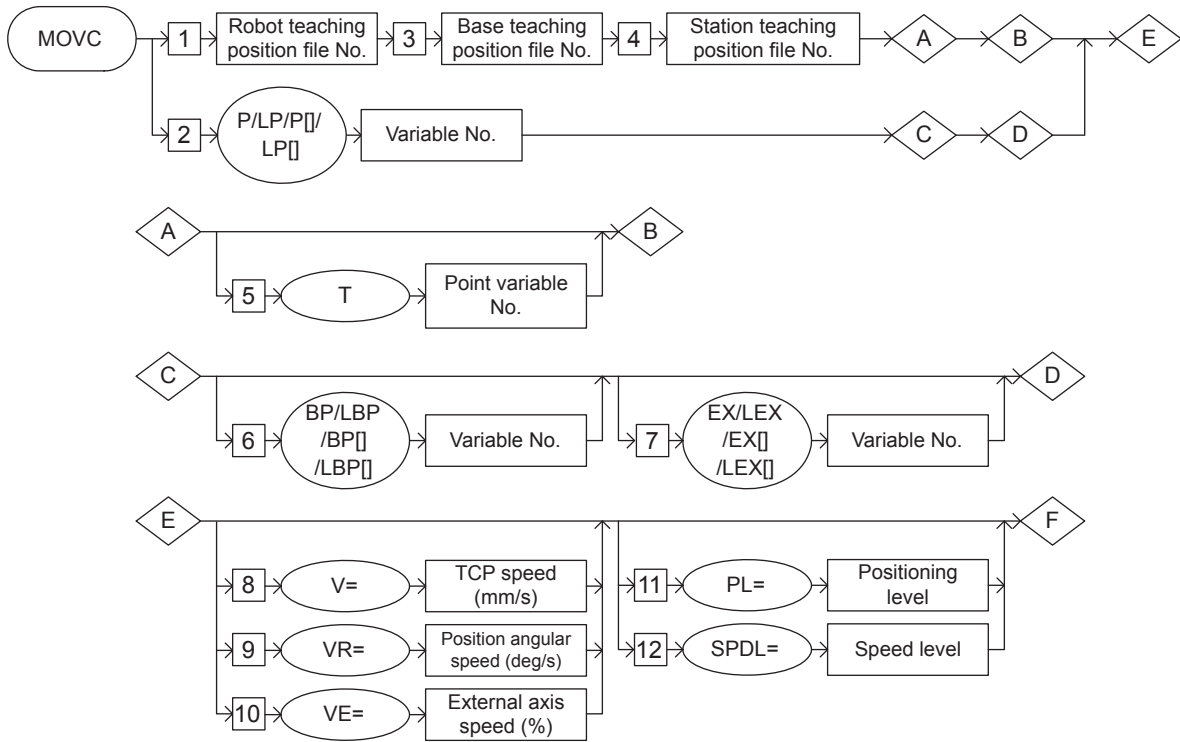 MOVC
1
Robot teaching
position file No.
3
Base teaching
position file No.
4
Station teaching
position file No.
A
B
E
2
P/LP/P[]/
LP[]
Variable No.
C
D
A
B
5
T
Point variable
No.
C
D
6
BP/LBP
/BP[]
/LBP[]
Variable No.
7
EX/LEX
/EX[]
/LEX[]
Variable No.
E
F
8
V=
TCP speed
(mm/s)
11
PL=
Positioning
level
9
VR=
Position angular
speed (deg/s)
12
SPDL=
Speed level
10
VE=
External axis
speed (%)